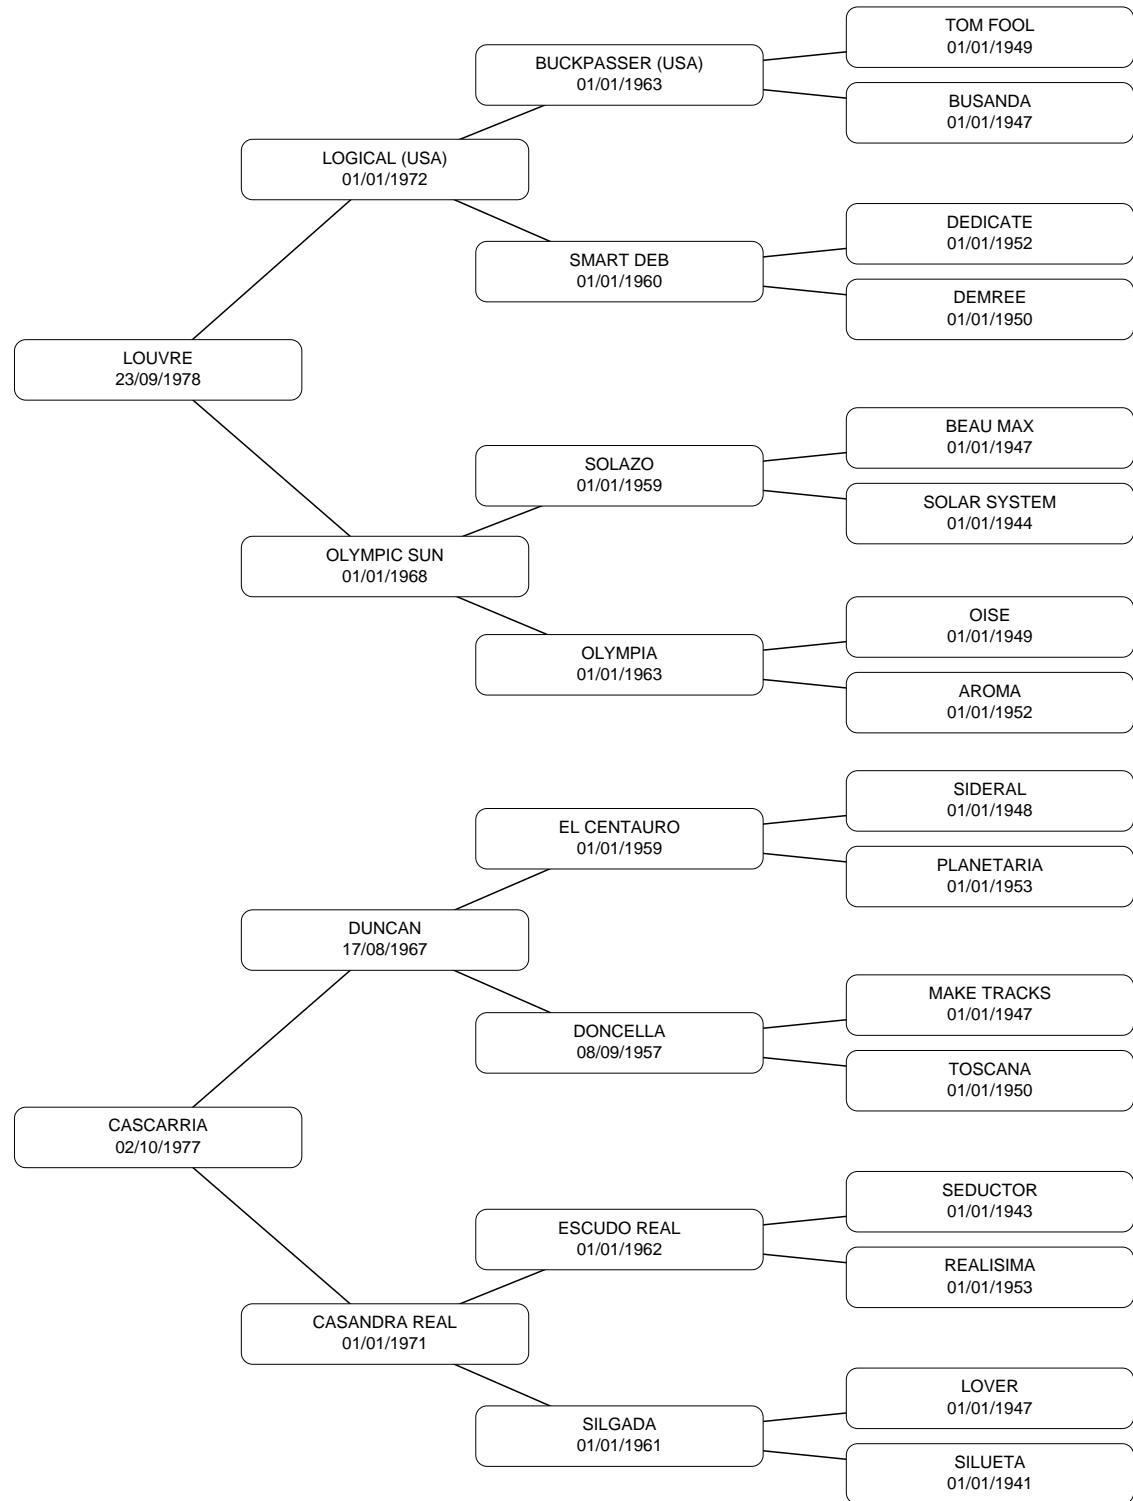 TOM FOOL
01/01/1949
BUCKPASSER (USA)
01/01/1963
BUSANDA
01/01/1947
LOGICAL (USA)
01/01/1972
DEDICATE
01/01/1952
SMART DEB
01/01/1960
DEMREE
01/01/1950
LOUVRE
23/09/1978
BEAU MAX
01/01/1947
SOLAZO
01/01/1959
SOLAR SYSTEM
01/01/1944
OLYMPIC SUN
01/01/1968
OISE
01/01/1949
OLYMPIA
01/01/1963
AROMA
01/01/1952
SIDERAL
01/01/1948
EL CENTAURO
01/01/1959
PLANETARIA
01/01/1953
DUNCAN
17/08/1967
MAKE TRACKS
01/01/1947
DONCELLA
08/09/1957
TOSCANA
01/01/1950
CASCARRIA
02/10/1977
SEDUCTOR
01/01/1943
ESCUDO REAL
01/01/1962
REALISIMA
01/01/1953
CASANDRA REAL
01/01/1971
LOVER
01/01/1947
SILGADA
01/01/1961
SILUETA
01/01/1941